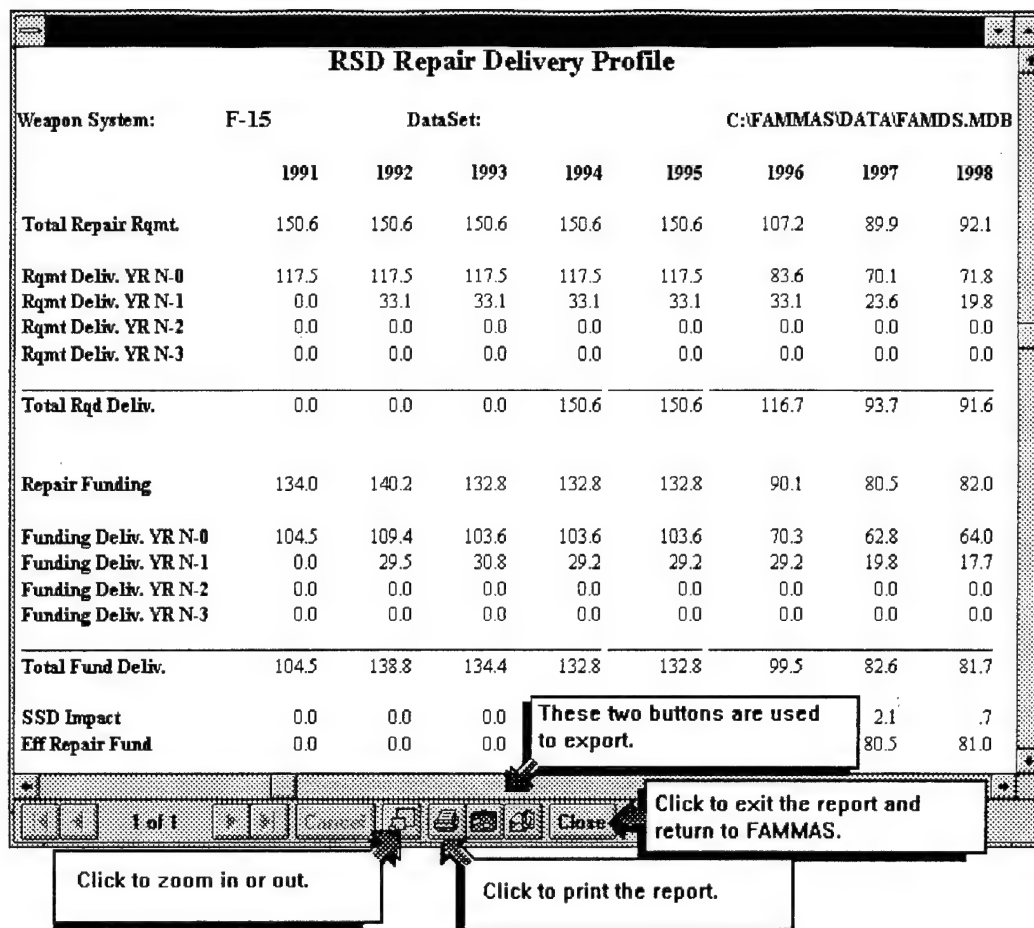 RSD Repair Delivery Profile
Weapon System: F-15 DataSet: C:\FAMMAS\DATA\FAMDS.MDB
1991 1992 1993 1994 1995 1996 1997 1998
Total Repair Rqmt. 150.6 150.6 150.6 150.6 150.6 107.2 89.9 92.1
Rqmt Deliv. YR N-0 117.5 117.5 117.5 117.5 117.5 83.6 70.1 71.8
Rqmt Deliv. YR N-1 0.0 33.1 33.1 33.1 33.1 33.1 23.6 19.8
Rqmt Deliv. YR N-2 0.0 0.0 0.0 0.0 0.0 0.0 0.0 0.0
Rqmt Deliv. YR N-3 0.0 0.0 0.0 0.0 0.0 0.0 0.0 0.0
Total Rqd Deliv. 0.0 0.0 0.0 150.6 150.6 116.7 93.7 91.6
Repair Funding 134.0 140.2 132.8 132.8 132.8 90.1 80.5 82.0
Funding Deliv. YR N-0 104.5 109.4 103.6 103.6 103.6 70.3 62.8 64.0
Funding Deliv. YR N-1 0.0 29.5 30.8 29.2 29.2 29.2 19.8 17.7
Funding Deliv. YR N-2 0.0 0.0 0.0 0.0 0.0 0.0 0.0 0.0
Funding Deliv. YR N-3 0.0 0.0 0.0 0.0 0.0 0.0 0.0 0.0
Total Fund Deliv. 104.5 138.8 134.4 132.8 132.8 99.5 82.6 81.7
SSD Impact 0.0 0.0 0.0 2.1 .7
Eff Repair Fund 0.0 0.0 0.0 80.5 81.0
These two buttons are used
to export.
1 of 1 Close
Click to exit the report and
return to FAMMAS.
Click to zoom in or out.
Click to print the report.